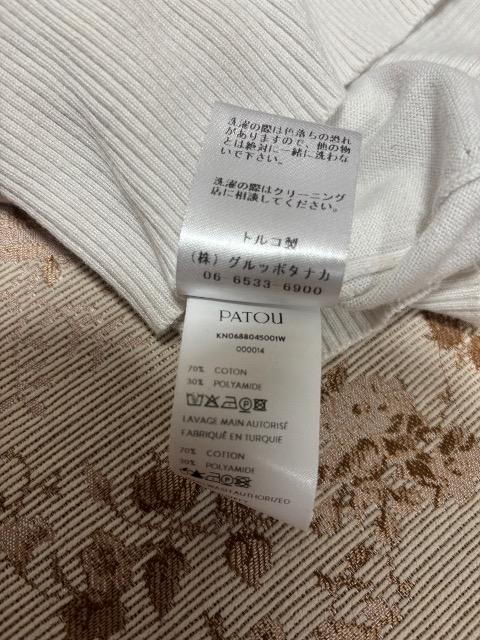 洗濯の際は色落ちの恐れ
がありますので、他の物
とは絶対に一緒に洗わな
いで下さい。
洗濯の際はクリーニング
店に相談してください。
トルコ製
(株)グルッポタナカ
06 6533-6900
PATOU
KN0688045001W
000014
70% COTON
30% POLYAMIDE
LAVAGE MAIN AUTORISÉ
FABRIQUÉ EN TURQUIE
70% COTTON
30% POLYAMIDE
WASH AUTHORIZED